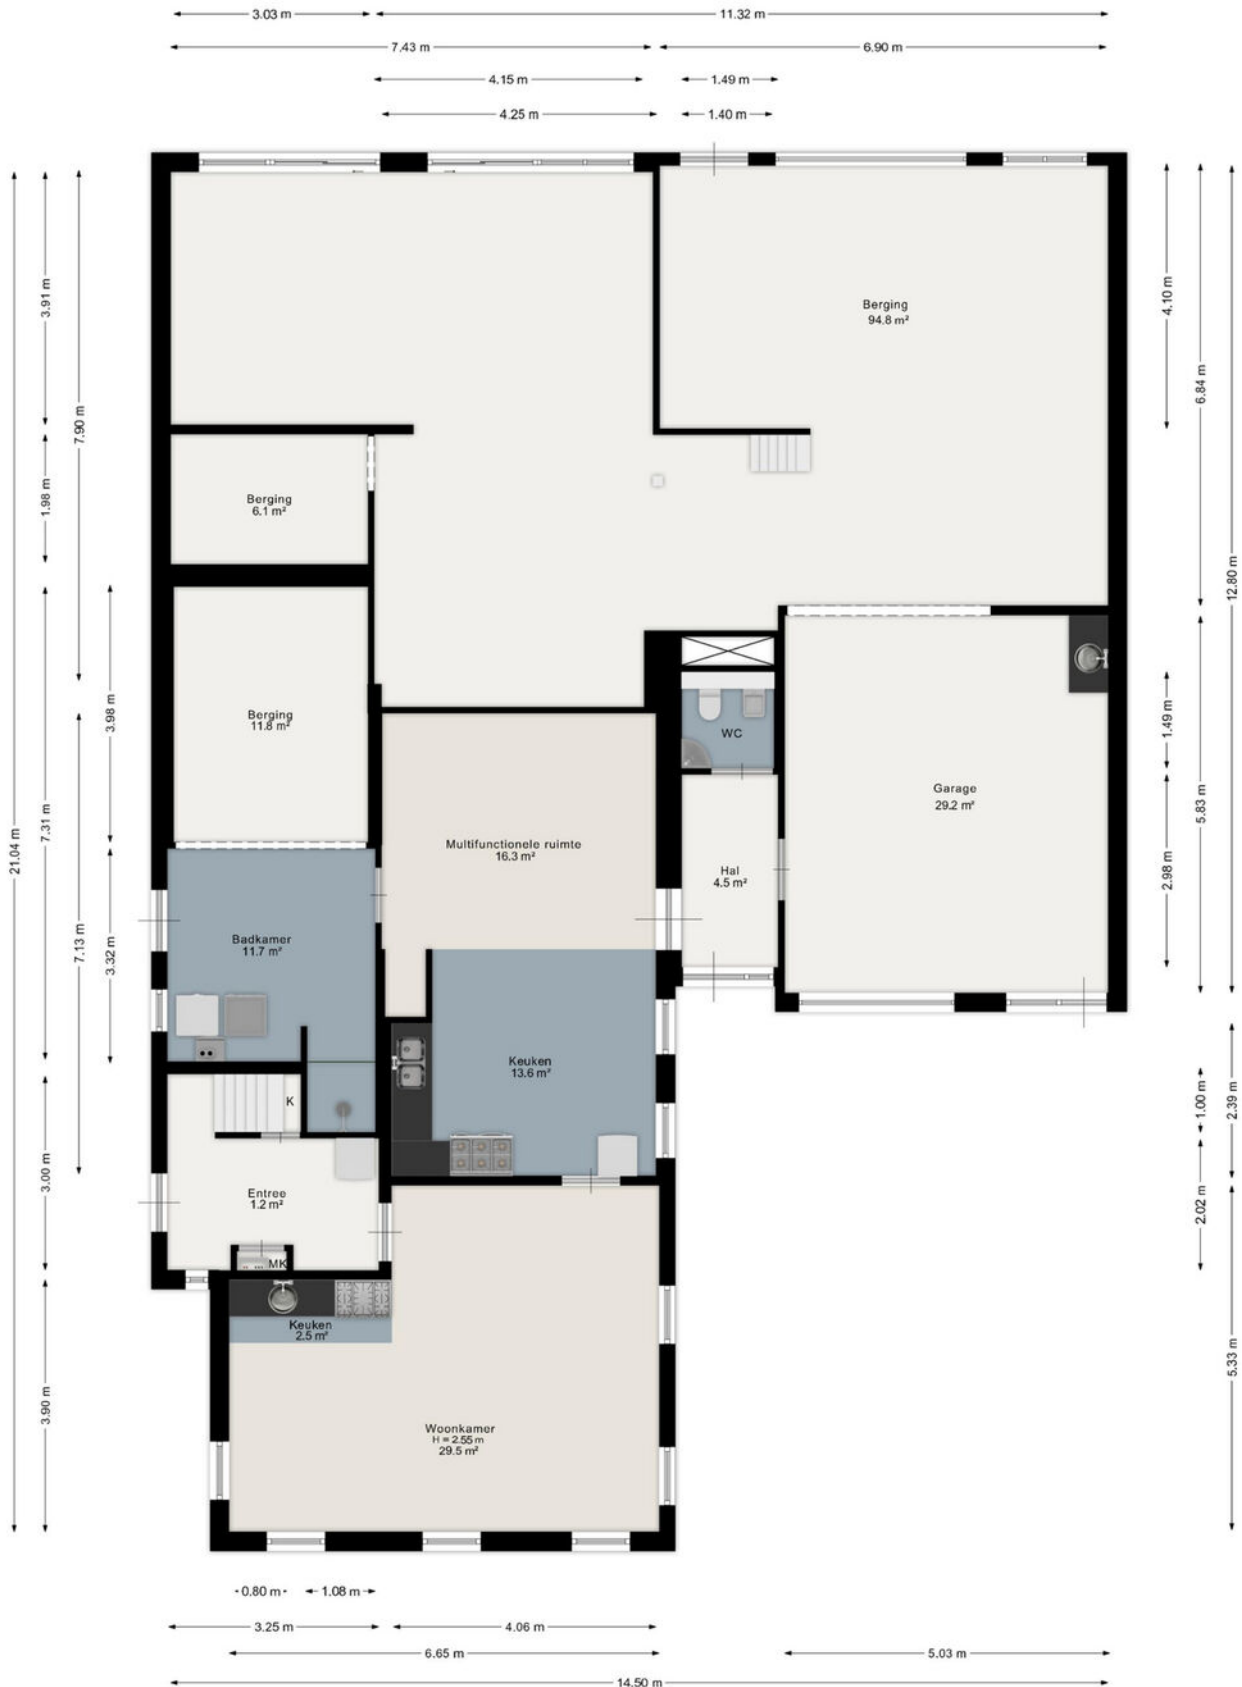 3.03 m
11.32 m
7.43 m
6.90 m
4.15 m
1.49 m
4.25 m
1.40 m
3.91 m
7.90 m
1.98 m
21.04 m
7.31 m
3.98 m
7.13 m
3.32 m
3.00 m
3.90 m
Berging
94.8 m²
Berging
6.1 m²
Berging
11.8 m²
WC
Garage
29.2 m²
Multifunctionele ruimte
16.3 m²
Hal
4.5 m²
Badkamer
11.7 m²
Keuken
13.6 m²
K
Entree
1.2 m²
MK
Keuken
2.5 m²
Woonkamer
H = 2.55 m
29.5 m²
4.10 m
6.84 m
12.80 m
1.49 m
5.83 m
2.98 m
1.00 m
2.39 m
2.02 m
5.33 m
0.80 m
1.08 m
3.25 m
4.06 m
6.65 m
5.03 m
14.50 m